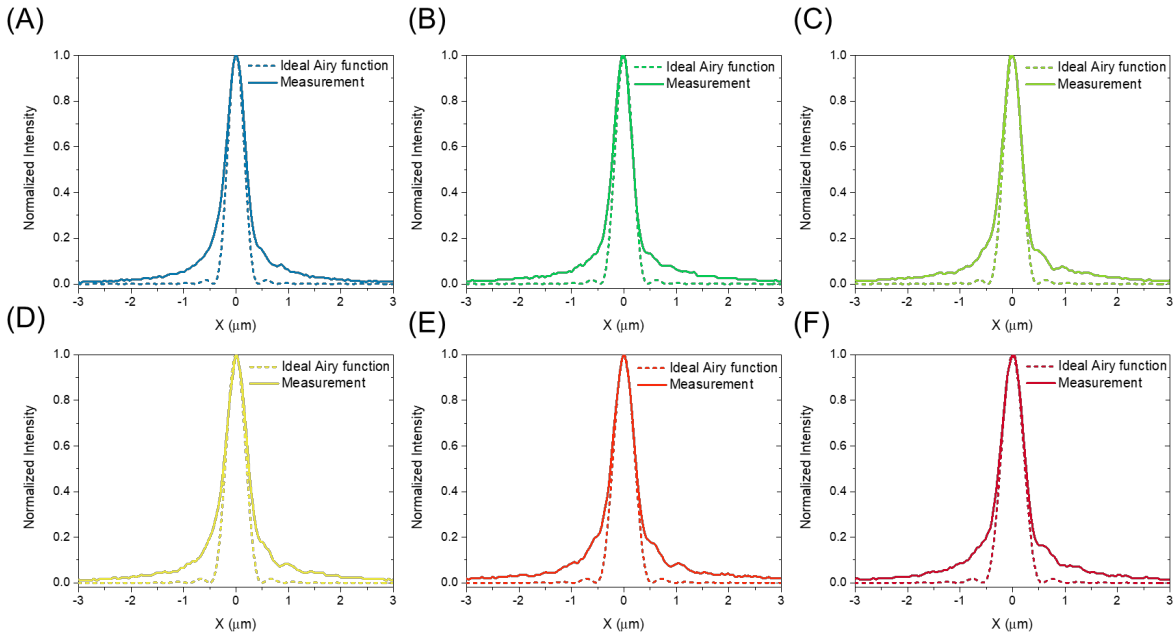 (A)
1.0
0.8
0.6
0.4
0.2
0.0
Normalized Intensity
Ideal Airy function
Measurement
-3 -2 -1 0 1 2 3
X (μm)
(B)
1.0
0.8
0.6
0.4
0.2
0.0
Normalized Intensity
Ideal Airy function
Measurement
-3 -2 -1 0 1 2 3
X (μm)
(C)
1.0
0.8
0.6
0.4
0.2
0.0
Normalized Intensity
Ideal Airy function
Measurement
-3 -2 -1 0 1 2 3
X (μm)
(D)
1.0
0.8
0.6
0.4
0.2
0.0
Normalized Intensity
Ideal Airy function
Measurement
-3 -2 -1 0 1 2 3
X (μm)
(E)
1.0
0.8
0.6
0.4
0.2
0.0
Normalized Intensity
Ideal Airy function
Measurement
-3 -2 -1 0 1 2 3
X (μm)
(F)
1.0
0.8
0.6
0.4
0.2
0.0
Normalized Intensity
Ideal Airy function
Measurement
-3 -2 -1 0 1 2 3
X (μm)